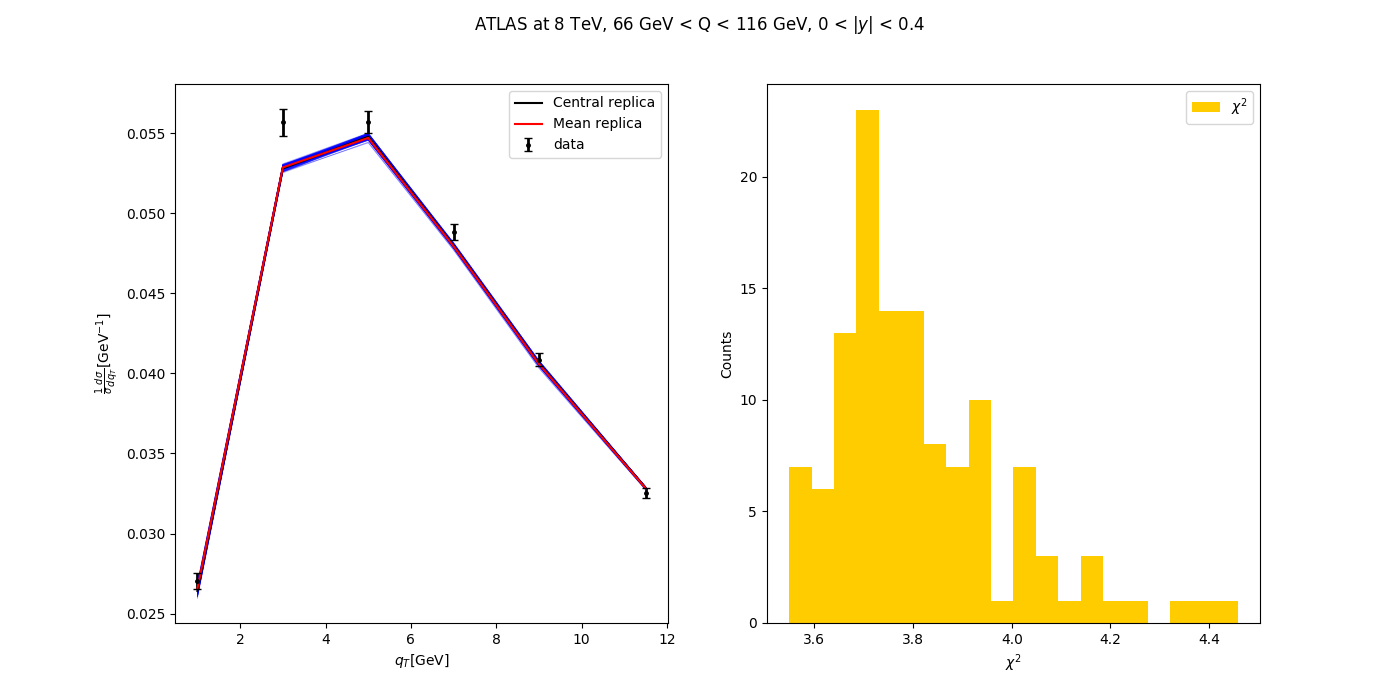 ATLAS at 8 TeV, 66 GeV < Q < 116 GeV, 0 < |y| < 0.4
Central replica
Mean replica
data
0.055
0.050
0.045
0.040
0.035
0.030
0.025
1/σ dσ/dq_T [GeV⁻¹]
2 4 6 8 10 12
q_T[GeV]
χ²
20
15
10
5
0
Counts
3.6 3.8 4.0 4.2 4.4
χ²